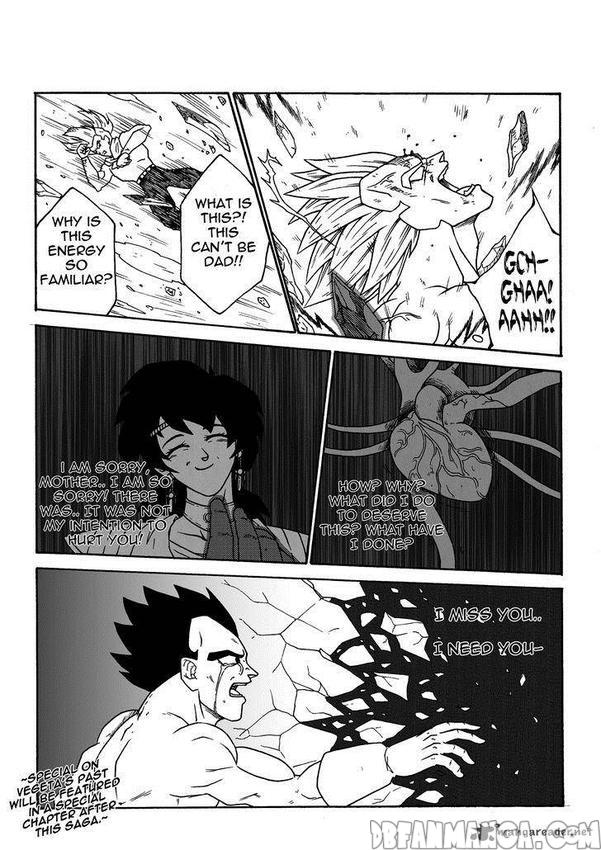 WHY IS
THIS
ENERGY
SO
FAMILIAR?
WHAT
IS
THIS?!
THIS
CAN'T BE
DAD!!
GCH-
GHAA!
AAHH!!
I AM SORRY,
MOTHER.. I AM SO
SORRY! THERE
WAS.. IT WAS NOT
MY INTENTION TO
HURT YOU!
HOW? WHY?
WHAT DID I DO
TO DESERVE
THIS? WHAT HAVE
I DONE?
I MISS YOU..
I NEED YOU-
~SPECIAL ON
VEGETA'S PAST
WILL BE FEATURED
IN A SPECIAL
CHAPTER AFTER
THIS SAGA~
mangareader.net
DBFANMANGA.COM